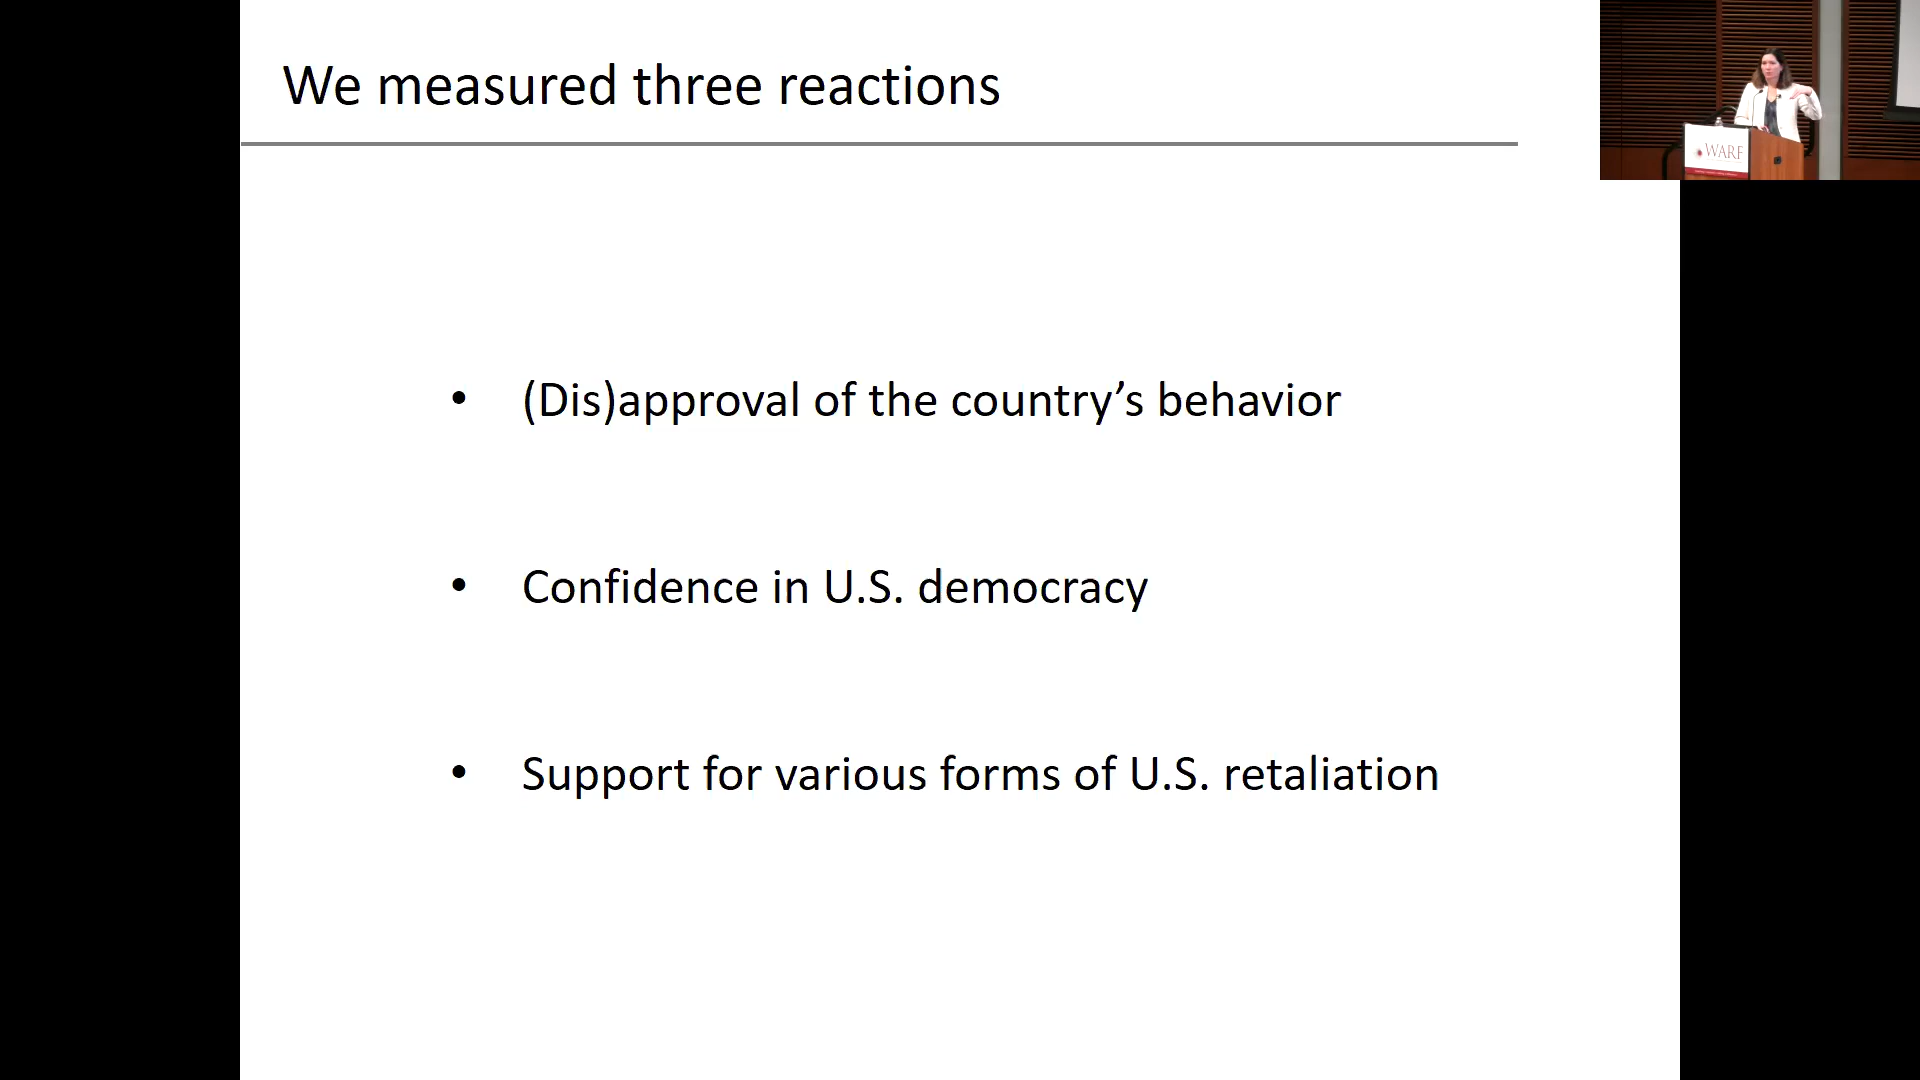 We measured three reactions
• (Dis)approval of the country’s behavior
• Confidence in U.S. democracy
• Support for various forms of U.S. retaliation
WARF